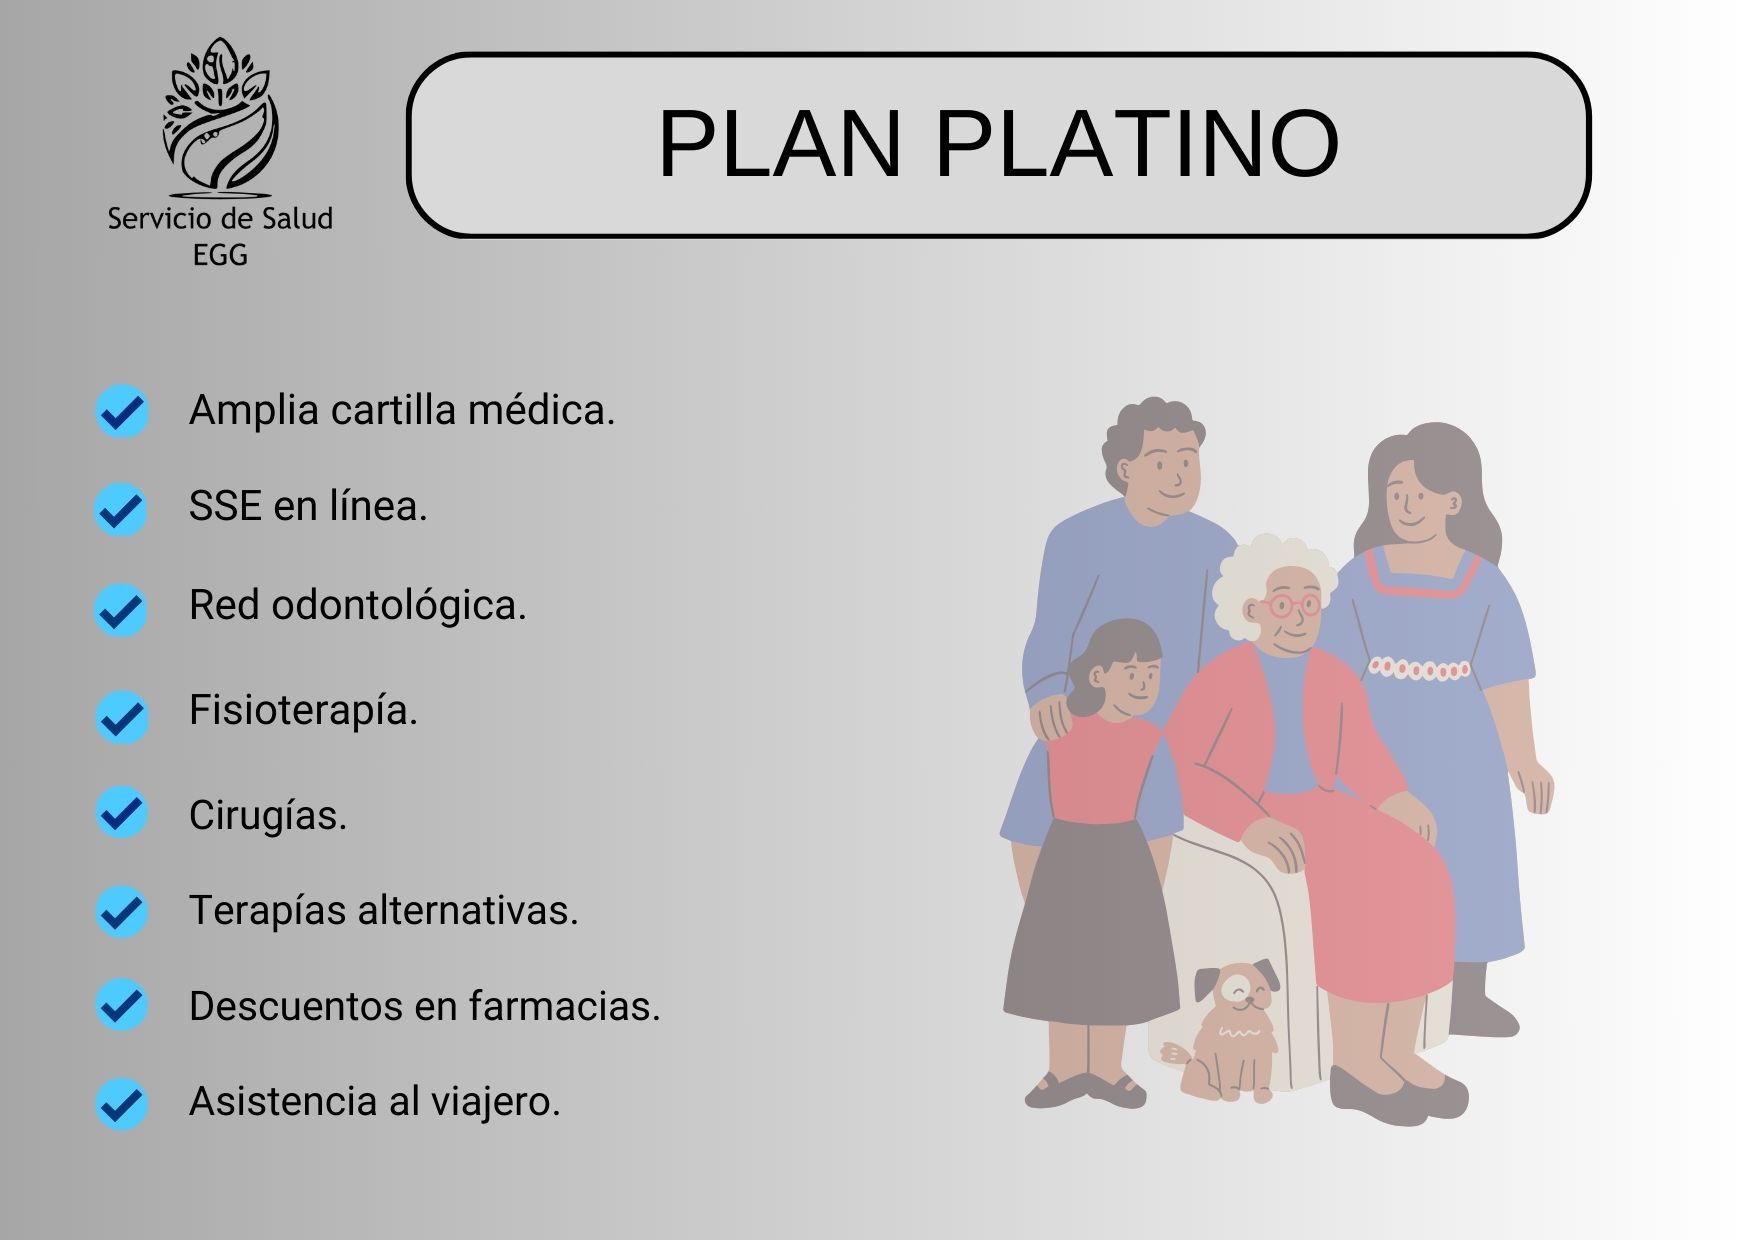 Servicio de Salud
EGG
PLAN PLATINO
Amplia cartilla médica.
SSE en línea.
Red odontológica.
Fisioterapía.
Cirugías.
Terapías alternativas.
Descuentos en farmacias.
Asistencia al viajero.